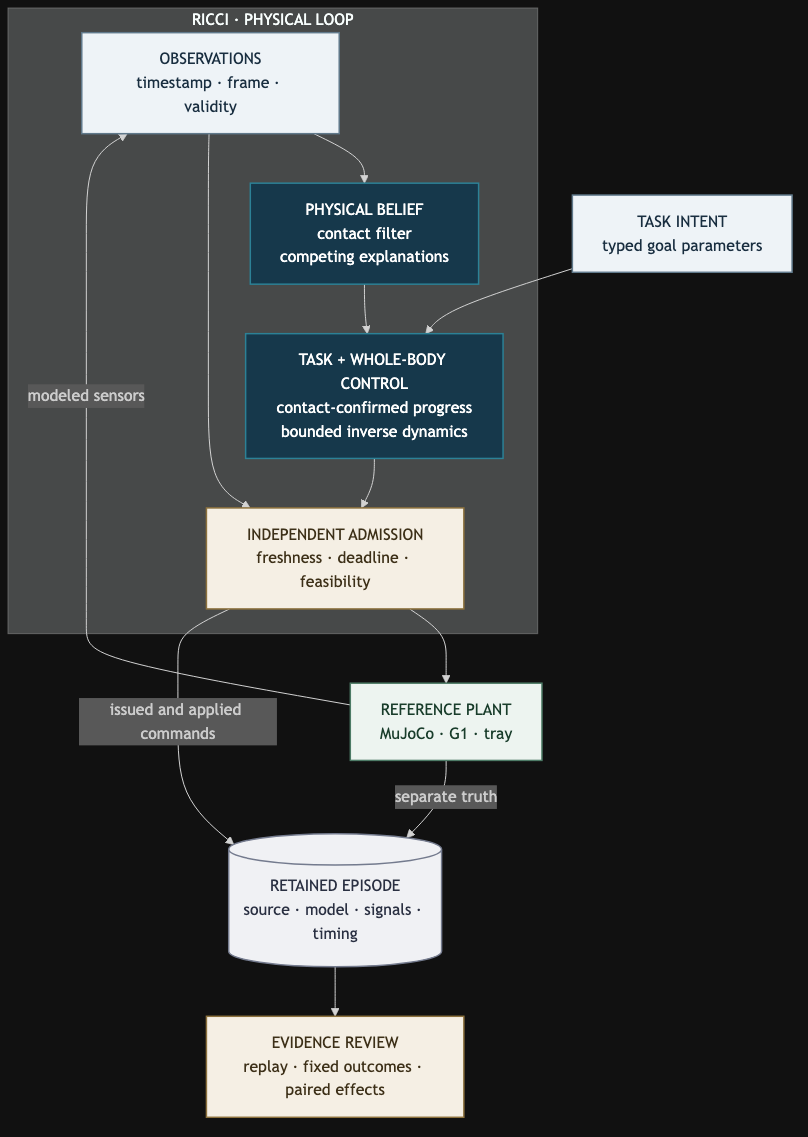 RICCI · PHYSICAL LOOP
OBSERVATIONS
timestamp · frame ·
validity
PHYSICAL BELIEF
contact filter
competing explanations
TASK INTENT
typed goal parameters
TASK + WHOLE-BODY
CONTROL
contact-confirmed progress
bounded inverse dynamics
modeled sensors
INDEPENDENT ADMISSION
freshness · deadline ·
feasibility
issued and applied
commands
REFERENCE PLANT
MuJoCo · G1 · tray
separate truth
RETAINED EPISODE
source · model · signals ·
timing
EVIDENCE REVIEW
replay · fixed outcomes ·
paired effects